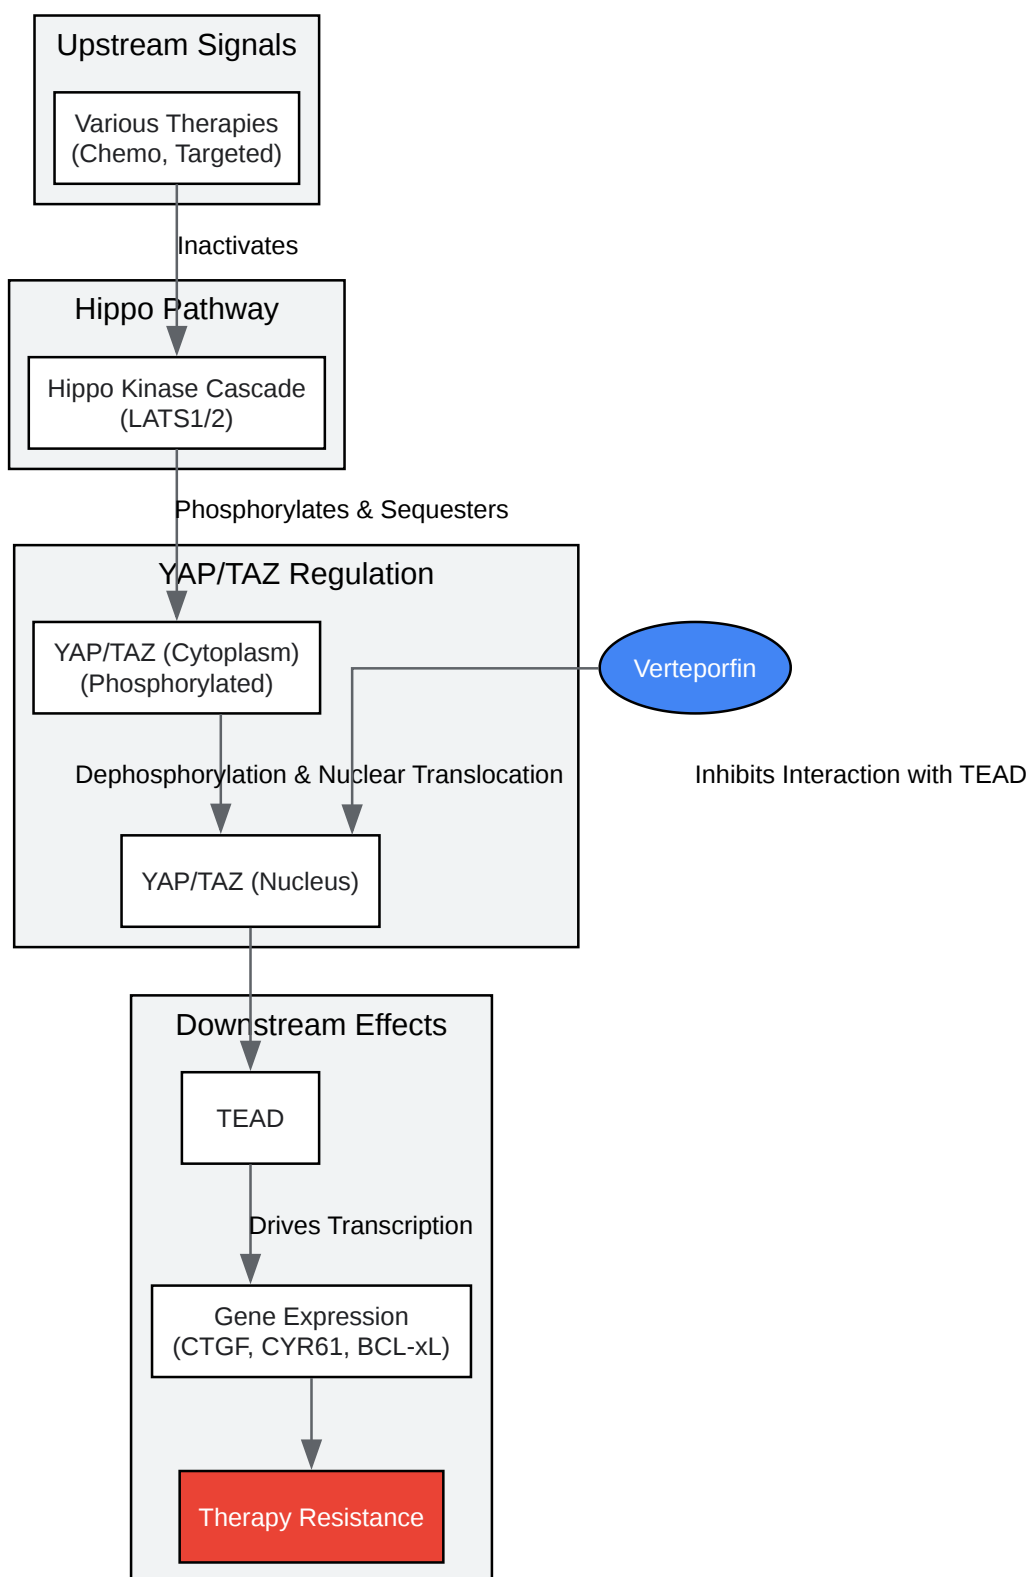 Upstream Signals
Various Therapies
(Chemo, Targeted)
Inactivates
Hippo Pathway
Hippo Kinase Cascade
(LATS1/2)
Phosphorylates & Sequesters
YAP/TAZ Regulation
YAP/TAZ (Cytoplasm)
(Phosphorylated)
Verteporfin
Dephosphorylation & Nuclear Translocation
Inhibits Interaction with TEAD
YAP/TAZ (Nucleus)
Downstream Effects
TEAD
Drives Transcription
Gene Expression
(CTGF, CYR61, BCL-xL)
Therapy Resistance